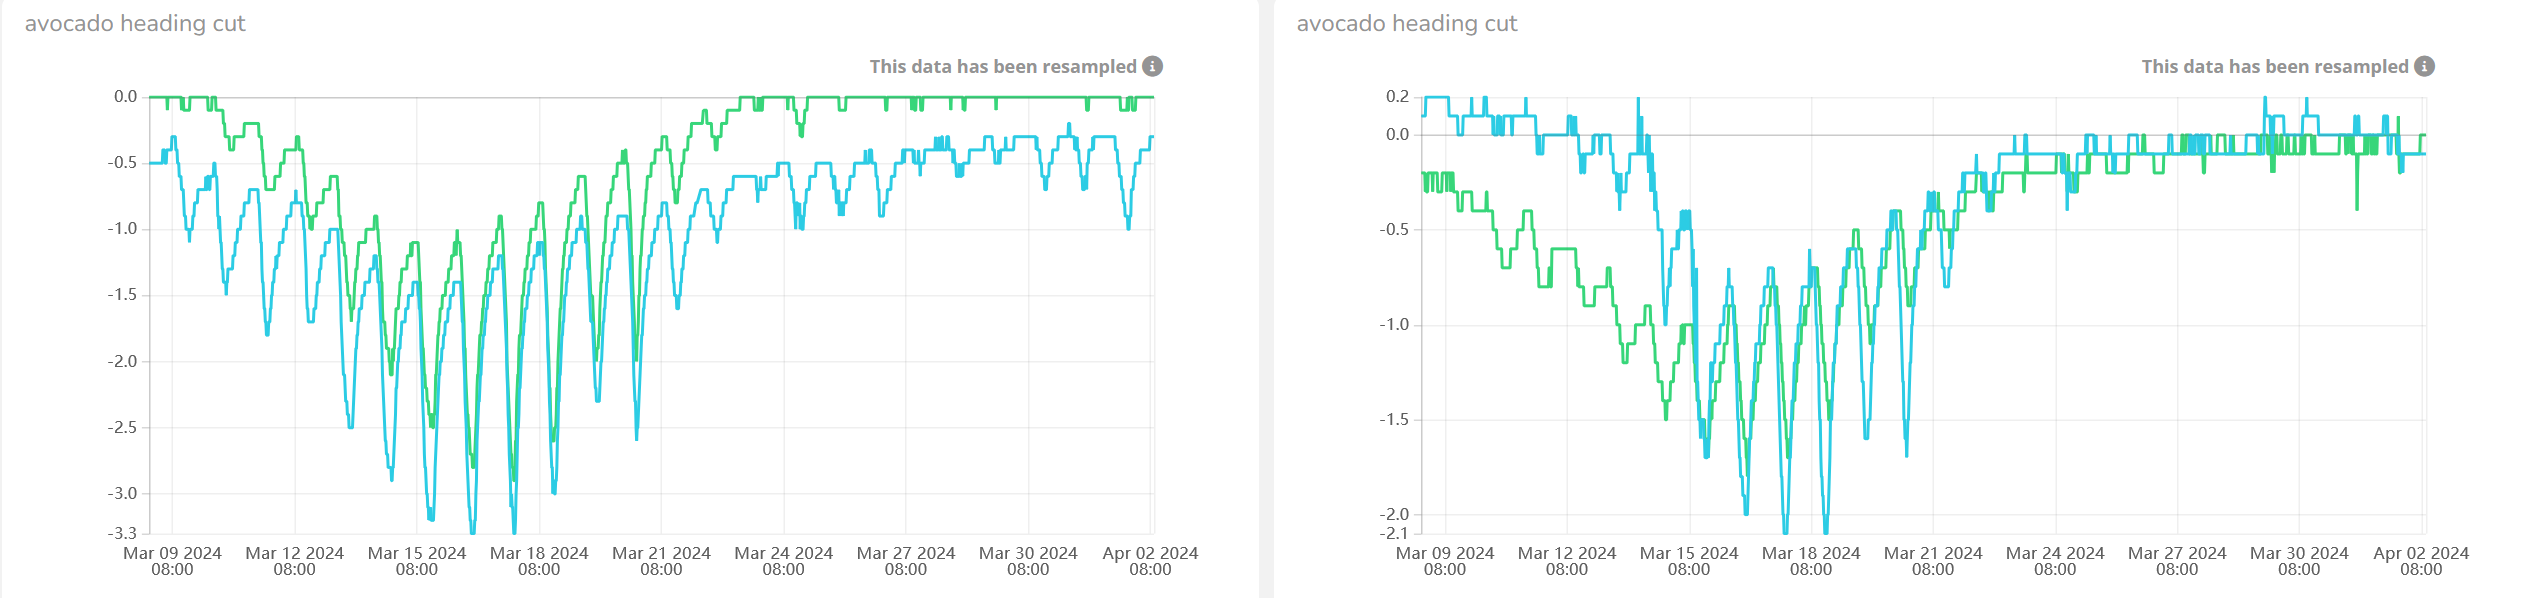 avocado heading cut
This data has been resampled
0.0
-0.5
-1.0
-1.5
-2.0
-2.5
-3.0
-3.3
Mar 09 2024 Mar 12 2024 Mar 15 2024 Mar 18 2024 Mar 21 2024 Mar 24 2024 Mar 27 2024 Mar 30 2024 Apr 02 2024
08:00 08:00 08:00 08:00 08:00 08:00 08:00 08:00 08:00
avocado heading cut
This data has been resampled
0.2
0.0
-0.5
-1.0
-1.5
-2.0
-2.1
Mar 09 2024 Mar 12 2024 Mar 15 2024 Mar 18 2024 Mar 21 2024 Mar 24 2024 Mar 27 2024 Mar 30 2024 Apr 02 2024
08:00 08:00 08:00 08:00 08:00 08:00 08:00 08:00 08:00